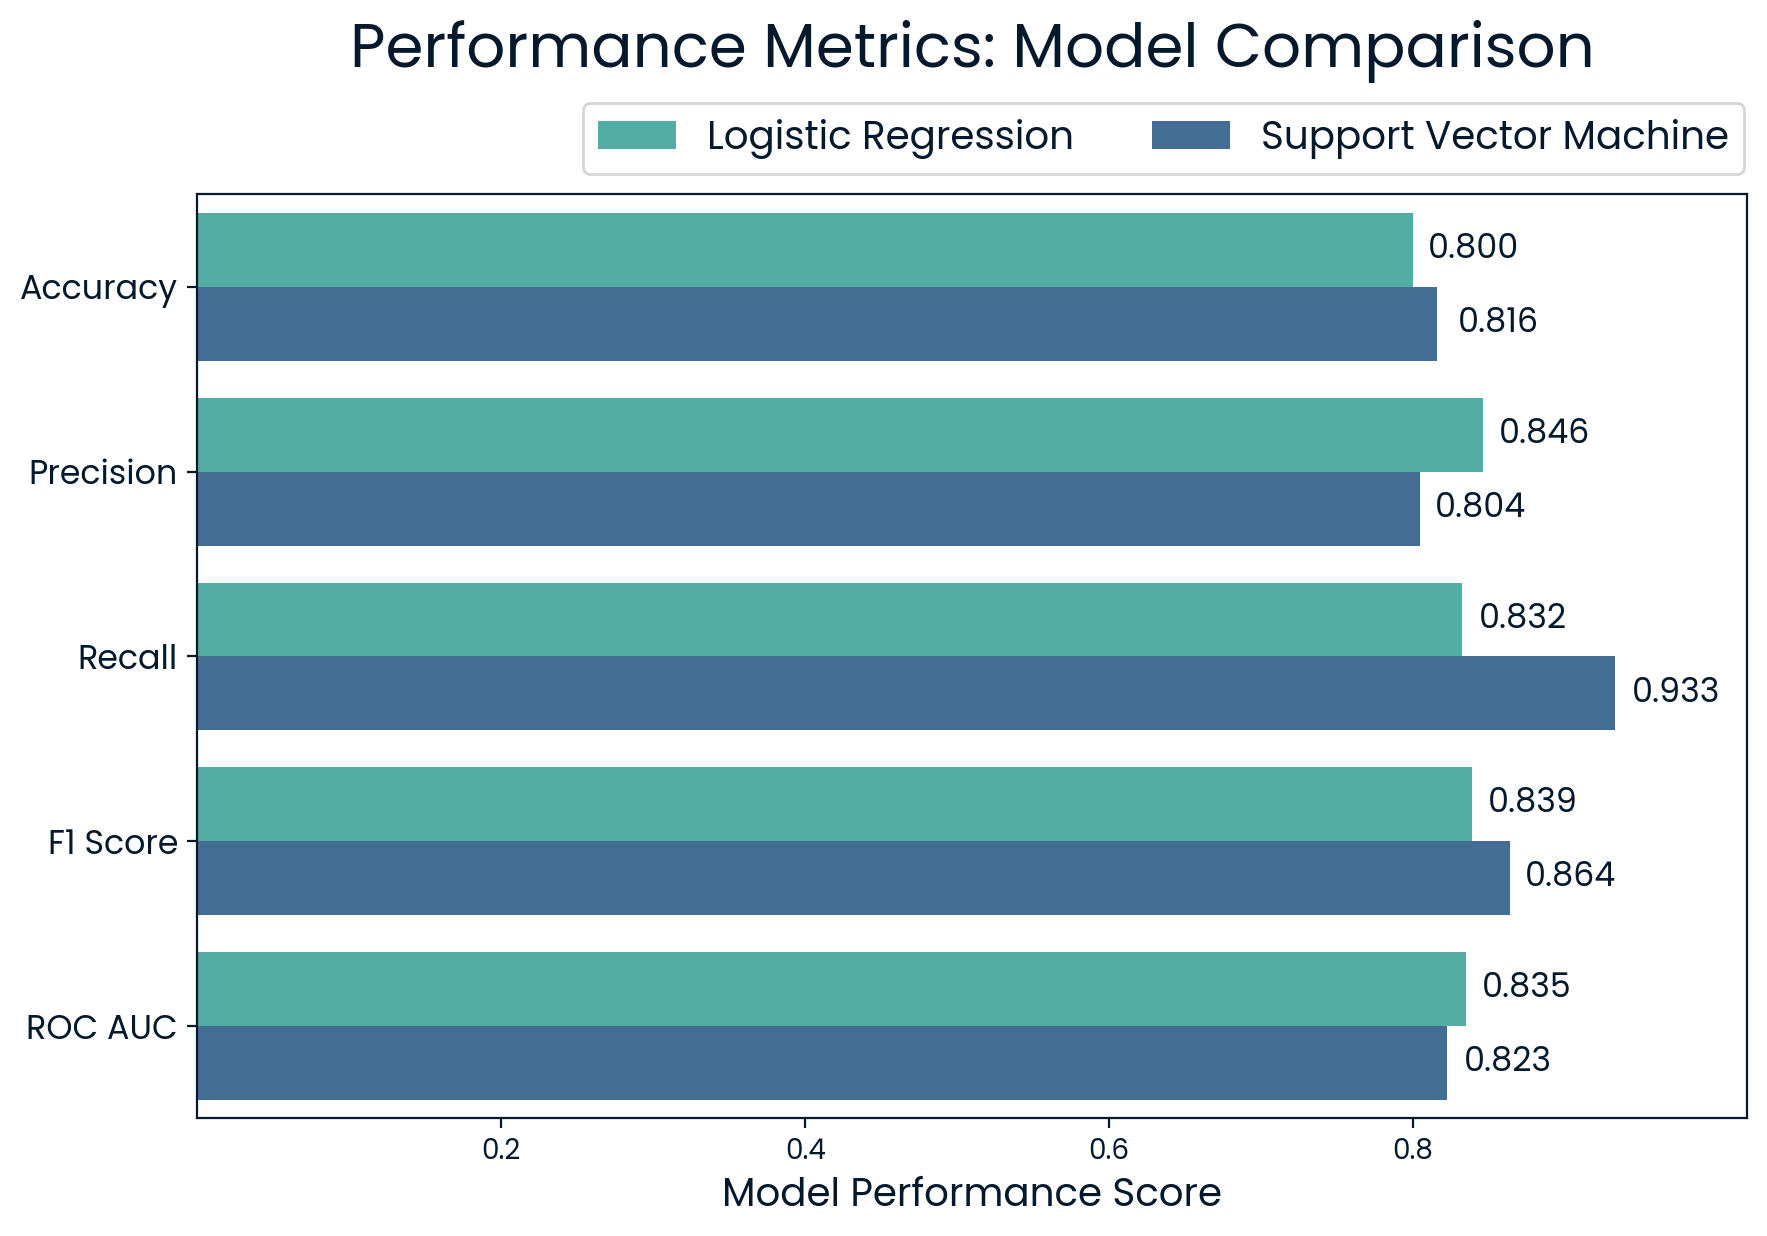 Performance Metrics: Model Comparison
Logistic Regression
Support Vector Machine
Accuracy
0.800
0.816
Precision
0.846
0.804
Recall
0.832
0.933
F1 Score
0.839
0.864
ROC AUC
0.835
0.823
0.2 0.4 0.6 0.8
Model Performance Score